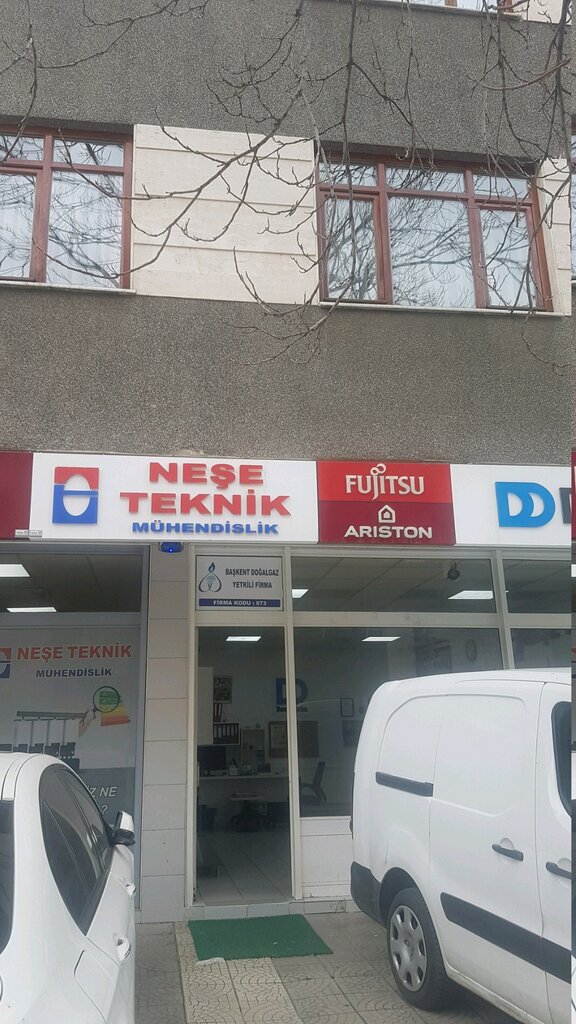 NEŞE
TEKNİK
MÜHENDİSLİK
FUJITSU
ARISTON
BAŞKENT DOĞALGAZ
YETKİLİ FİRMA
FİRMA KODU : 973
NEŞE TEKNİK
MÜHENDİSLİK
NE
?